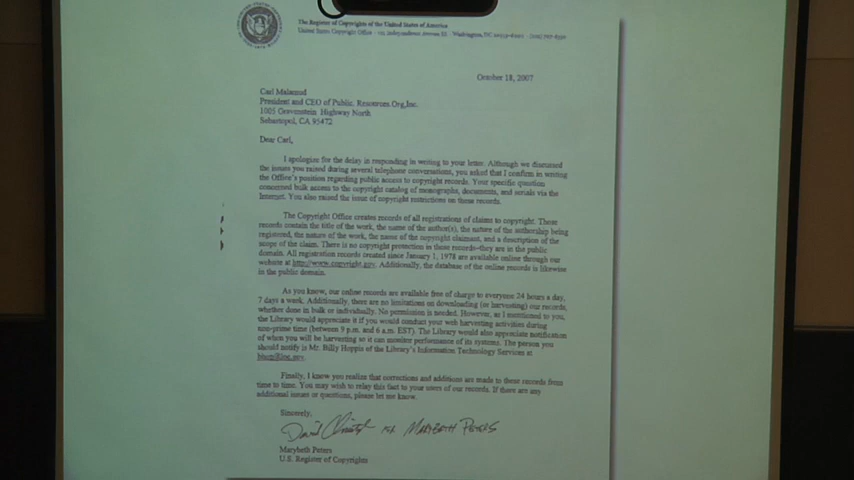 The Register of Copyrights of the United States of America
United States Copyright Office · Independence Avenue SE · Washington, DC
October 18, 2007
Carl Malamud
President and CEO of Public. Resources.Org,Inc.
1005 Gravenstein Highway North
Sebastopol, CA 95472
Dear Carl,
I apologize for the delay in responding in writing to your letter. Although we discussed
the issues you raised during several telephone conversations, you asked that I confirm in writing
the Office's position regarding public access to copyright records. Your specific question
concerned bulk access to the copyright catalog of monographs, documents, and serials via the
Internet. You also raised the issue of copyright restrictions on these records.
The Copyright Office creates records of all registrations of claims to copyright. These
records contain the title of the work, the name of the author(s), the nature of the authorship being
registered, the nature of the work, the name of the copyright claimant, and a description of the
scope of the claim. There is no copyright protection in these records--they are in the public
domain. All registration records created since January 1, 1978 are available online through our
website at http://www.copyright.gov. Additionally, the database of the online records is likewise
in the public domain.
As you know, our online records are available free of charge to everyone 24 hours a day,
7 days a week. Additionally, there are no limitations on downloading (or harvesting) our records,
whether done in bulk or individually. No permission is needed. However, as I mentioned to you,
the Library would appreciate it if you would conduct your web harvesting activities during
non-prime time (between 9 p.m. and 6 a.m. EST). The Library would also appreciate notification
of when you will be harvesting so it can monitor performance of its systems. The person you
should notify is Mr. Billy Hoppis of the Library's Information Technology Services at
Finally, I know you realize that corrections and additions are made to these records from
time to time. You may wish to relay this fact to your users of our records. If there are any
additional issues or questions, please let me know.
Sincerely,
David MARYBETH PETERS
Marybeth Peters
U.S. Register of Copyrights